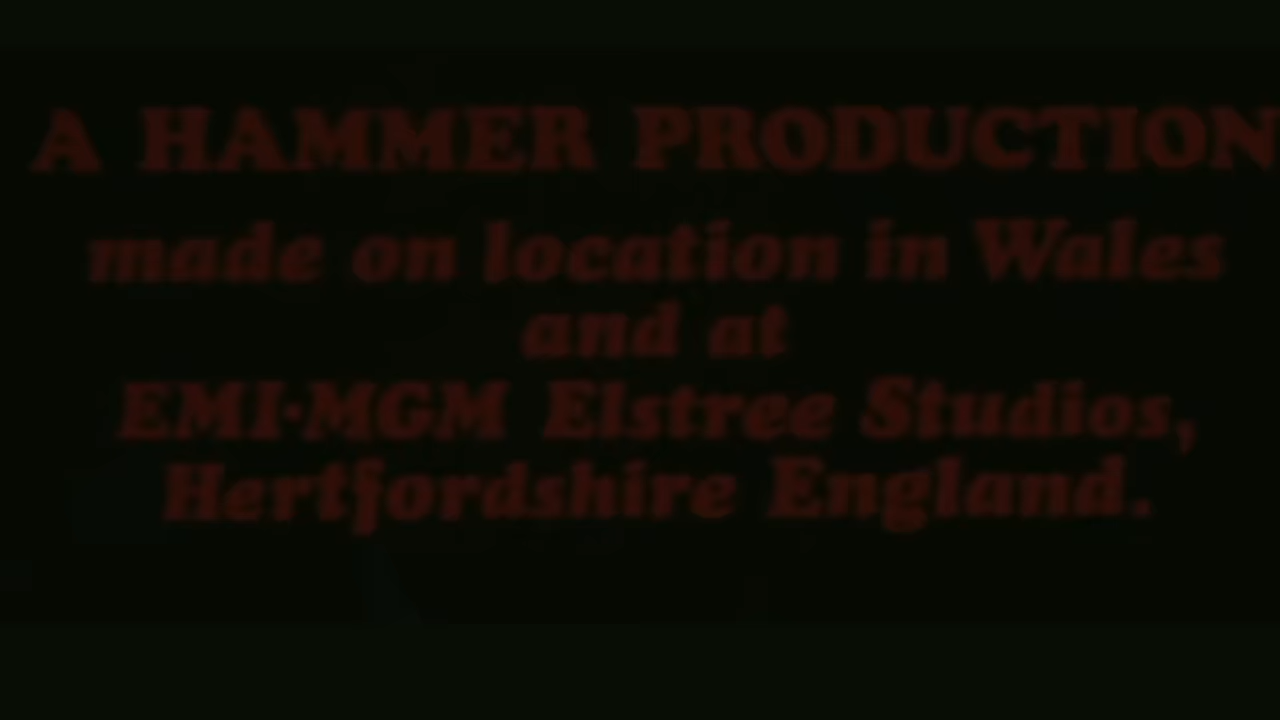 A HAMMER PRODUCTION
made on location in Wales
and at
EMI·MGM Elstree Studios,
Hertfordshire England.